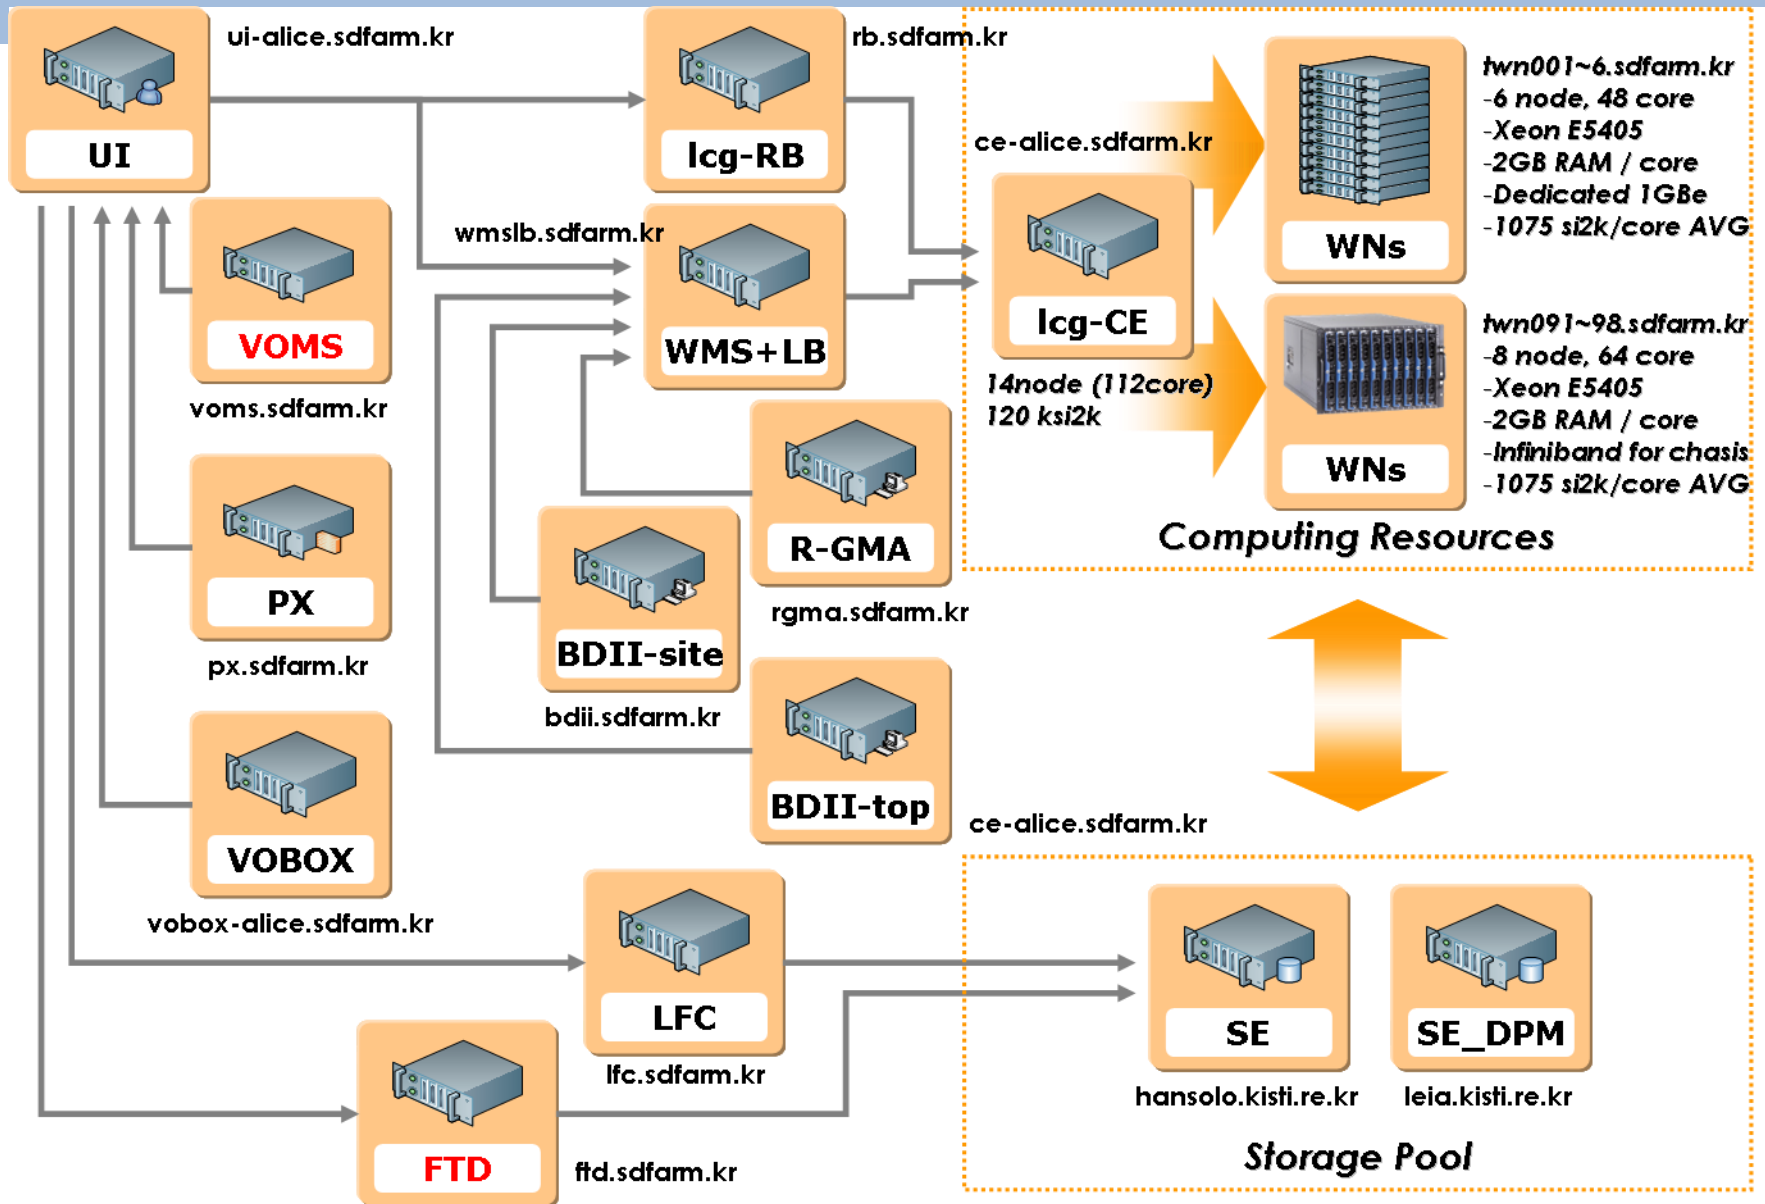 ui-alice.sdfarm.kr
UI
rb.sdfarm.kr
lcg-RB
ce-alice.sdfarm.kr
lcg-CE
14node (112core)
120 ksi2k
WNs
twn001~6.sdfarm.kr
-6 node, 48 core
-Xeon E5405
-2GB RAM / core
-Dedicated 1GBe
-1075 si2k/core AVG
WNs
twn091~98.sdfarm.kr
-8 node, 64 core
-Xeon E5405
-2GB RAM / core
-Infiniband for chasis
-1075 si2k/core AVG
Computing Resources
wmslb.sdfarm.kr
WMS+LB
VOMS
voms.sdfarm.kr
R-GMA
rgma.sdfarm.kr
PX
px.sdfarm.kr
BDII-site
bdii.sdfarm.kr
BDII-top
ce-alice.sdfarm.kr
VOBOX
vobox-alice.sdfarm.kr
LFC
lfc.sdfarm.kr
FTD
ftd.sdfarm.kr
SE
hansolo.kisti.re.kr
SE_DPM
leia.kisti.re.kr
Storage Pool